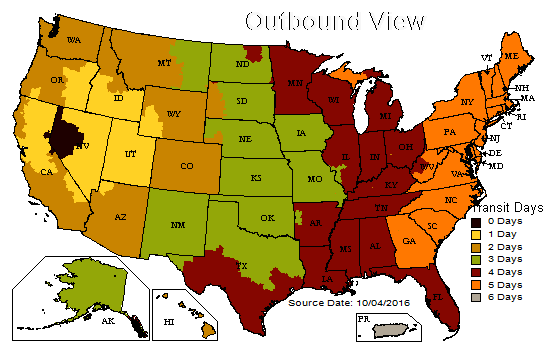 Outbound View
WA
OR
CA
NV
ID
MT
WY
UT
AZ
CO
NM
ND
SD
NE
KS
OK
TX
MN
IA
MO
AR
LA
WI
IL
IN
MI
OH
KY
TN
MS
AL
GA
FL
SC
NC
VA
WV
PA
NY
VT
ME
NH
MA
RI
CT
NJ
DE
MD
AK
HI
PR
Transit Days
0 Days
1 Day
2 Days
3 Days
4 Days
5 Days
6 Days
Source Date: 10/04/2016